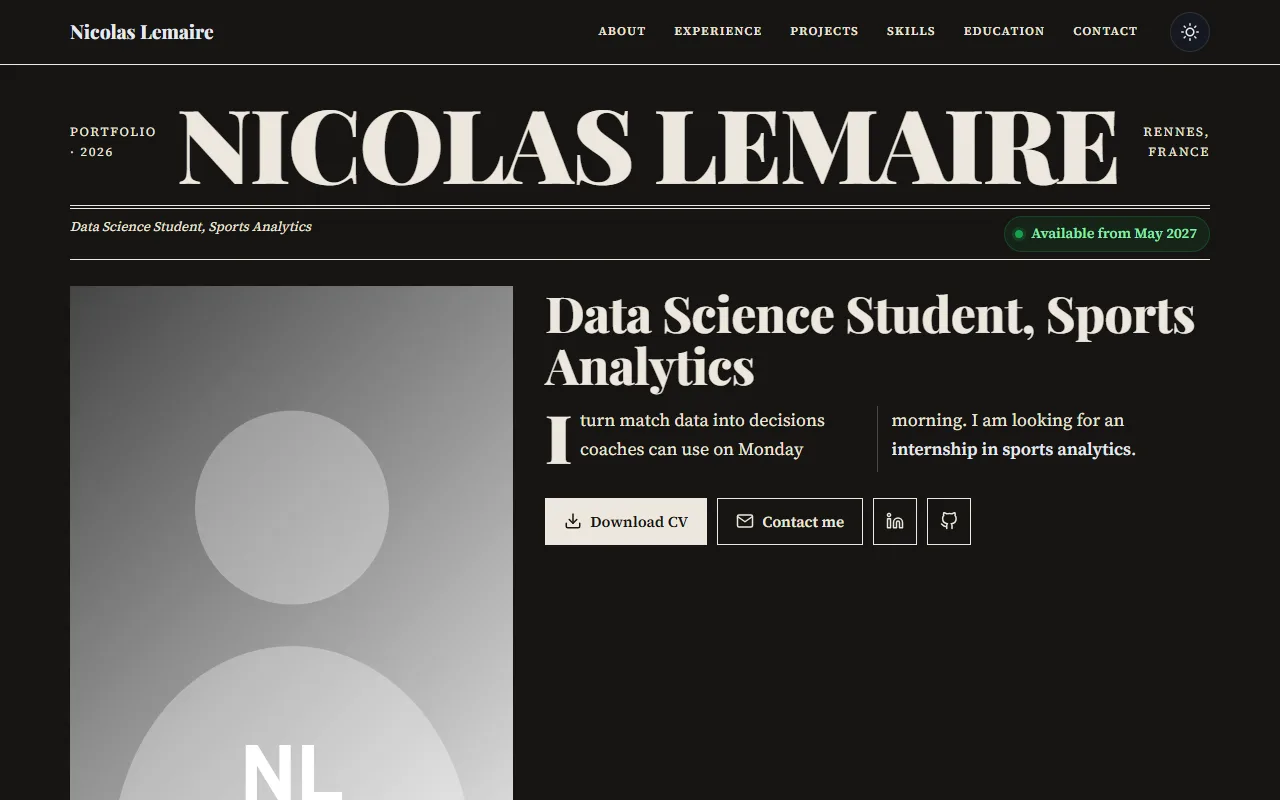 Nicolas Lemaire
ABOUT EXPERIENCE PROJECTS SKILLS EDUCATION CONTACT
PORTFOLIO
· 2026
NICOLAS LEMAIRE
RENNES,
FRANCE
Data Science Student, Sports Analytics
Available from May 2027
Data Science Student, Sports
Analytics
I turn match data into decisions
coaches can use on Monday
morning. I am looking for an
internship in sports analytics.
Download CV
Contact me
NL